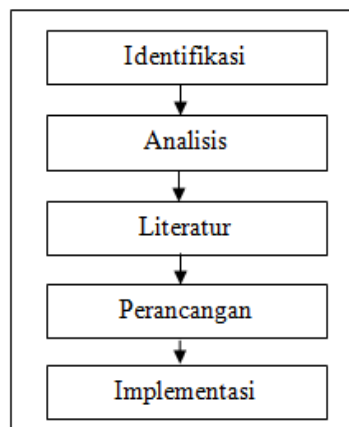 Identifikasi
Analisis
Literatur
Perancangan
Implementasi